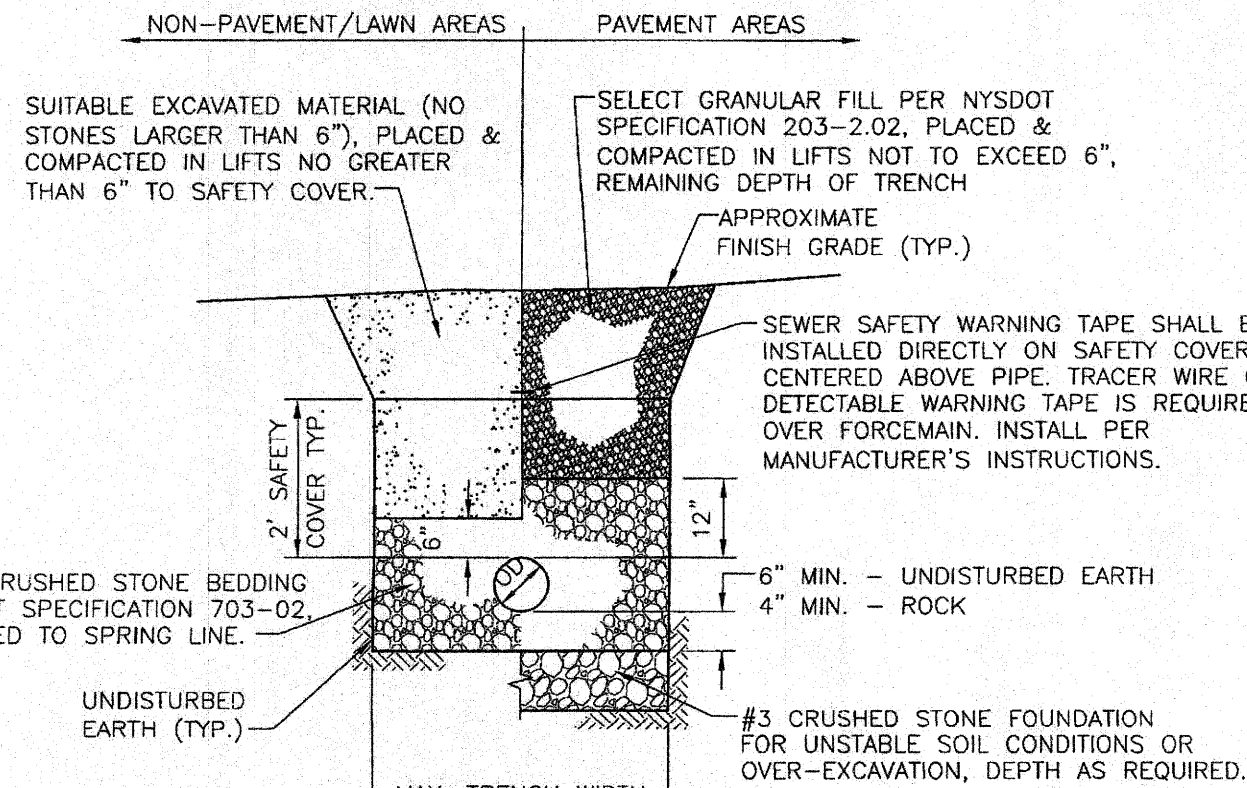 NON-PAVEMENT/LAWN AREAS
PAVEMENT AREAS
SUITABLE EXCAVATED MATERIAL (NO
STONES LARGER THAN 6"), PLACED &
COMPACTED IN LIFTS NO GREATER
THAN 6" TO SAFETY COVER.
SELECT GRANULAR FILL PER NYSDOT
SPECIFICATION 203-2.02, PLACED &
COMPACTED IN LIFTS NOT TO EXCEED 6",
REMAINING DEPTH OF TRENCH
APPROXIMATE
FINISH GRADE (TYP.)
SEWER SAFETY WARNING TAPE SHALL
INSTALLED DIRECTLY ON SAFETY COVER
CENTERED ABOVE PIPE. TRACER WIRE
DETECTABLE WARNING TAPE IS
OVER FORCEMAIN. INSTALL PER
MANUFACTURER'S INSTRUCTIONS.
2' SAFETY
COVER TYP.
6"
12"
OD
RUSHED STONE BEDDING
T SPECIFICATION 703-02,
ED TO SPRING LINE.
6" MIN. - UNDISTURBED EARTH
4" MIN. - ROCK
UNDISTURBED
EARTH (TYP.)
#3 CRUSHED STONE FOUNDATION
FOR UNSTABLE SOIL CONDITIONS OR
OVER-EXCAVATION, DEPTH AS REQUIRED.
MAX. TRENCH WIDTH